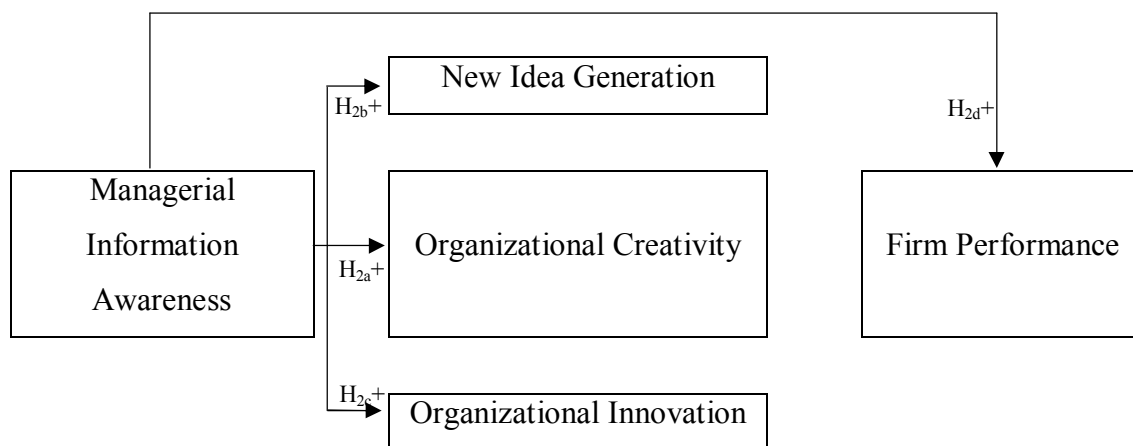 New Idea Generation
H2b+
H2d+
Managerial
Information
Awareness
Organizational Creativity
H2a+
Firm Performance
H2c+
Organizational Innovation